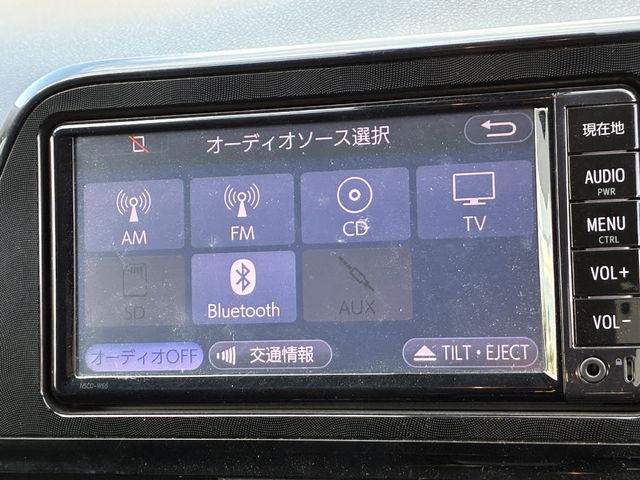 オーディオソース選択
AM
FM
CD
TV
SD
Bluetooth
AUX
オーディオOFF
交通情報
TILT・EJECT
NSCD-W66
現在地
AUDIO
PWR
MENU
CTRL
VOL+
VOL-